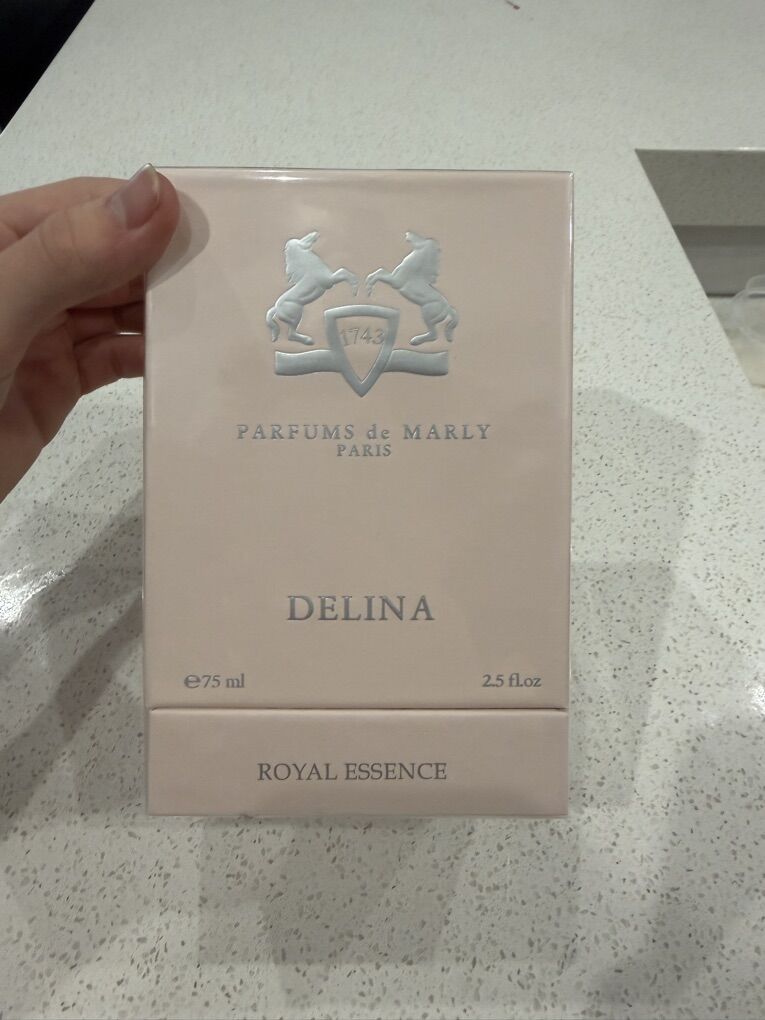 1743
PARFUMS de MARLY
PARIS
DELINA
℮75 ml 2.5 fl.oz
ROYAL ESSENCE